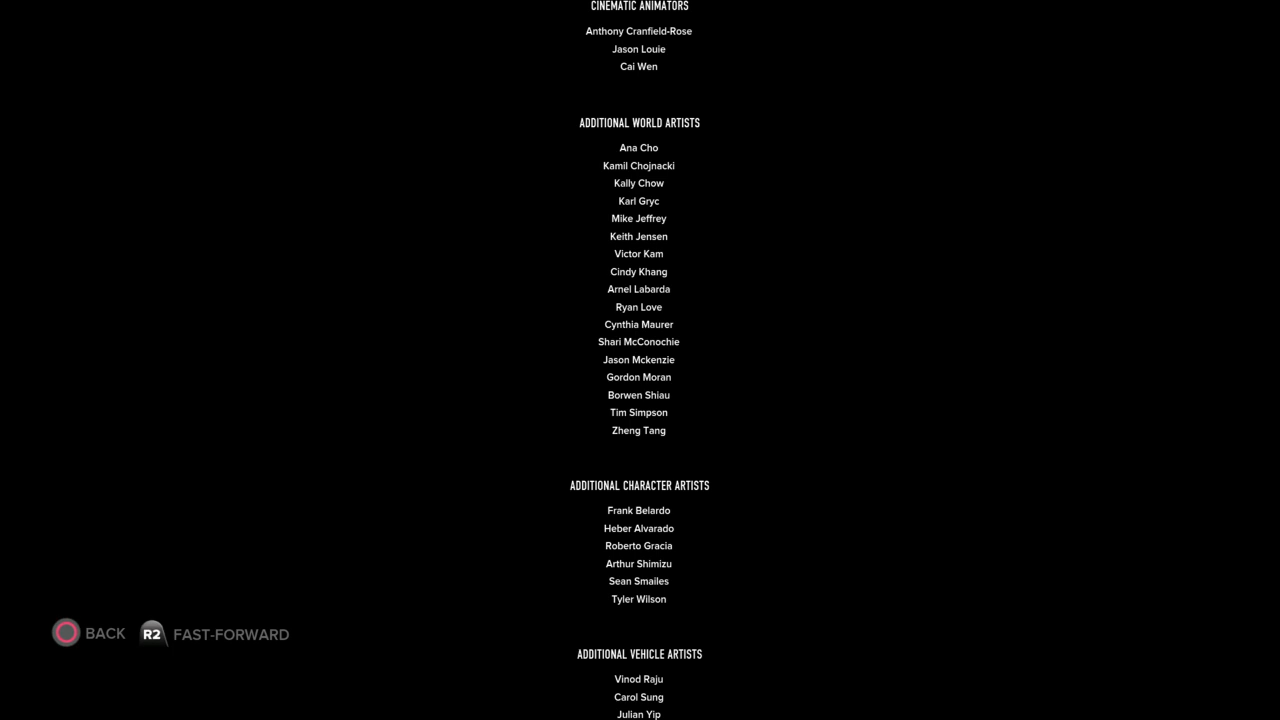 CINEMATIC ANIMATORS
Anthony Cranfield-Rose
Jason Louie
Cai Wen
ADDITIONAL WORLD ARTISTS
Ana Cho
Kamil Chojnacki
Kally Chow
Karl Gryc
Mike Jeffrey
Keith Jensen
Victor Kam
Cindy Khang
Arnel Labarda
Ryan Love
Cynthia Maurer
Shari McConochie
Jason Mckenzie
Gordon Moran
Borwen Shiau
Tim Simpson
Zheng Tang
ADDITIONAL CHARACTER ARTISTS
Frank Belardo
Heber Alvarado
Roberto Gracia
Arthur Shimizu
Sean Smailes
Tyler Wilson
BACK R2 FAST-FORWARD
ADDITIONAL VEHICLE ARTISTS
Vinod Raju
Carol Sung
Julian Yip